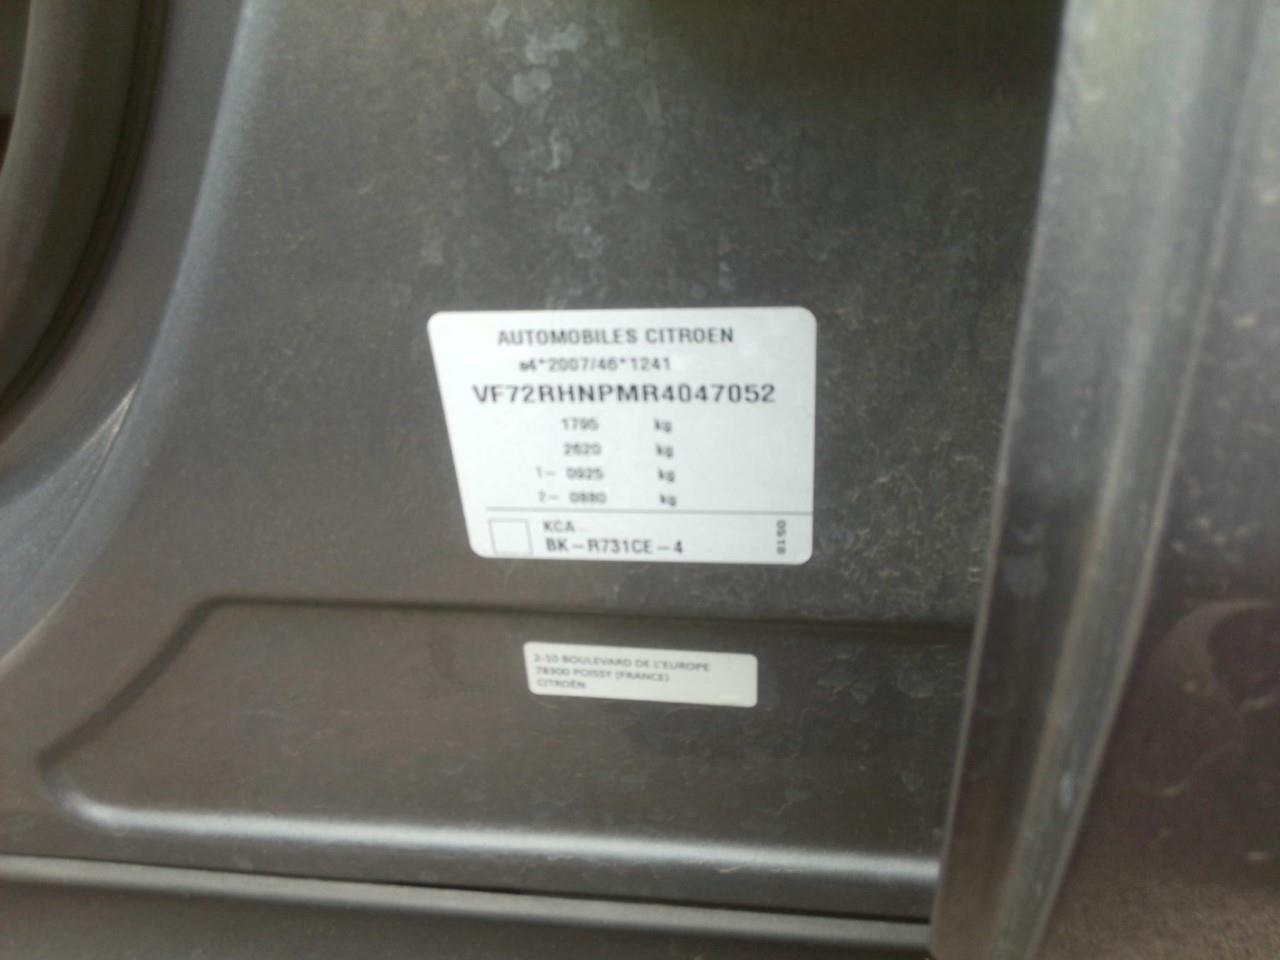 AUTOMOBILES CITROEN
e4*2007/46*1241
VF72RHNPMR4047052
1795 kg
2620 kg
1- 0925 kg
2- 0880 kg
KCA
BK-R731CE-4
0518
2-10 BOULEVARD DE L'EUROPE
78300 POISSY (FRANCE)
CITROËN